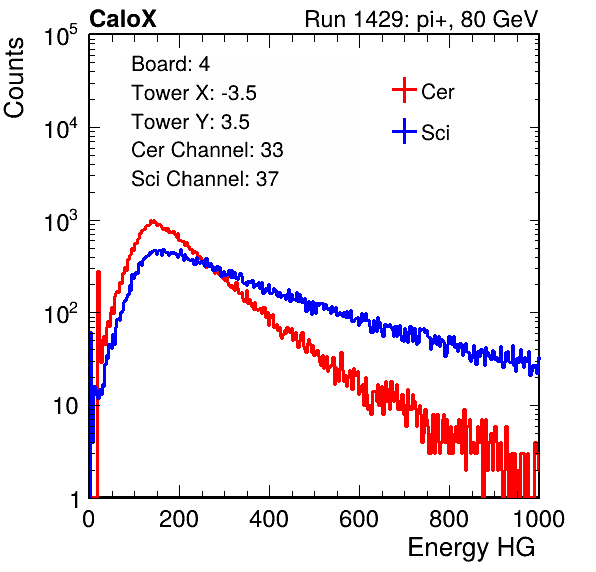 CaloX Run 1429: pi+, 80 GeV
Board: 4
Tower X: -3.5
Tower Y: 3.5
Cer Channel: 33
Sci Channel: 37
Cer
Sci
Counts
10^5
10^4
10^3
10^2
10
1
0 200 400 600 800 1000
Energy HG